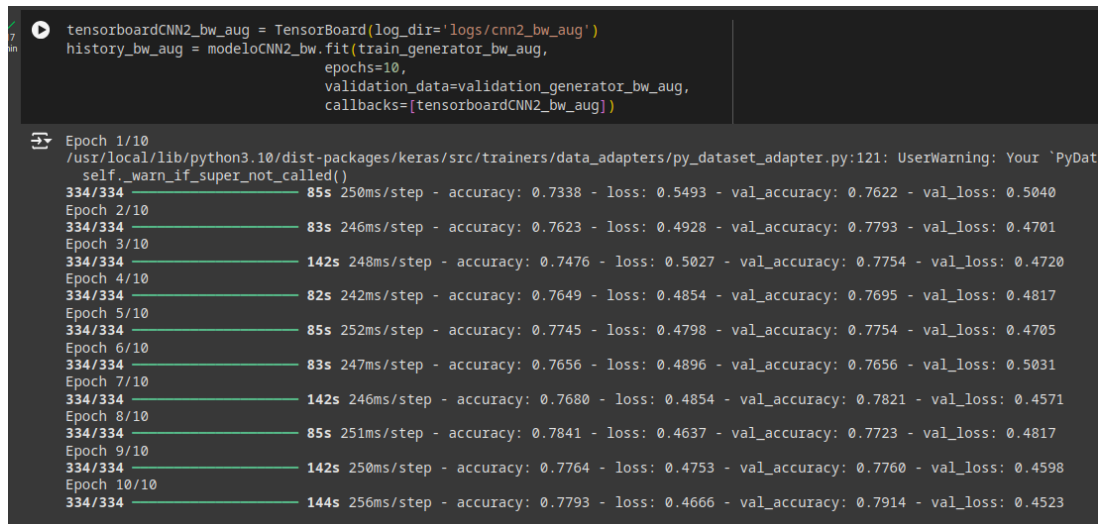 7
min
tensorboardCNN2_bw_aug = TensorBoard(log_dir='logs/cnn2_bw_aug')
history_bw_aug = modeloCNN2_bw.fit(train_generator_bw_aug,
epochs=10,
validation_data=validation_generator_bw_aug,
callbacks=[tensorboardCNN2_bw_aug])
Epoch 1/10
/usr/local/lib/python3.10/dist-packages/keras/src/trainers/data_adapters/py_dataset_adapter.py:121: UserWarning: Your `PyDat
self._warn_if_super_not_called()
334/334 ━━━━━━━━━━━━━━━━━━━━ 85s 250ms/step - accuracy: 0.7338 - loss: 0.5493 - val_accuracy: 0.7622 - val_loss: 0.5040
Epoch 2/10
334/334 ━━━━━━━━━━━━━━━━━━━━ 83s 246ms/step - accuracy: 0.7623 - loss: 0.4928 - val_accuracy: 0.7793 - val_loss: 0.4701
Epoch 3/10
334/334 ━━━━━━━━━━━━━━━━━━━━ 142s 248ms/step - accuracy: 0.7476 - loss: 0.5027 - val_accuracy: 0.7754 - val_loss: 0.4720
Epoch 4/10
334/334 ━━━━━━━━━━━━━━━━━━━━ 82s 242ms/step - accuracy: 0.7649 - loss: 0.4854 - val_accuracy: 0.7695 - val_loss: 0.4817
Epoch 5/10
334/334 ━━━━━━━━━━━━━━━━━━━━ 85s 252ms/step - accuracy: 0.7745 - loss: 0.4798 - val_accuracy: 0.7754 - val_loss: 0.4705
Epoch 6/10
334/334 ━━━━━━━━━━━━━━━━━━━━ 83s 247ms/step - accuracy: 0.7656 - loss: 0.4896 - val_accuracy: 0.7656 - val_loss: 0.5031
Epoch 7/10
334/334 ━━━━━━━━━━━━━━━━━━━━ 142s 246ms/step - accuracy: 0.7680 - loss: 0.4854 - val_accuracy: 0.7821 - val_loss: 0.4571
Epoch 8/10
334/334 ━━━━━━━━━━━━━━━━━━━━ 85s 251ms/step - accuracy: 0.7841 - loss: 0.4637 - val_accuracy: 0.7723 - val_loss: 0.4817
Epoch 9/10
334/334 ━━━━━━━━━━━━━━━━━━━━ 142s 250ms/step - accuracy: 0.7764 - loss: 0.4753 - val_accuracy: 0.7760 - val_loss: 0.4598
Epoch 10/10
334/334 ━━━━━━━━━━━━━━━━━━━━ 144s 256ms/step - accuracy: 0.7793 - loss: 0.4666 - val_accuracy: 0.7914 - val_loss: 0.4523